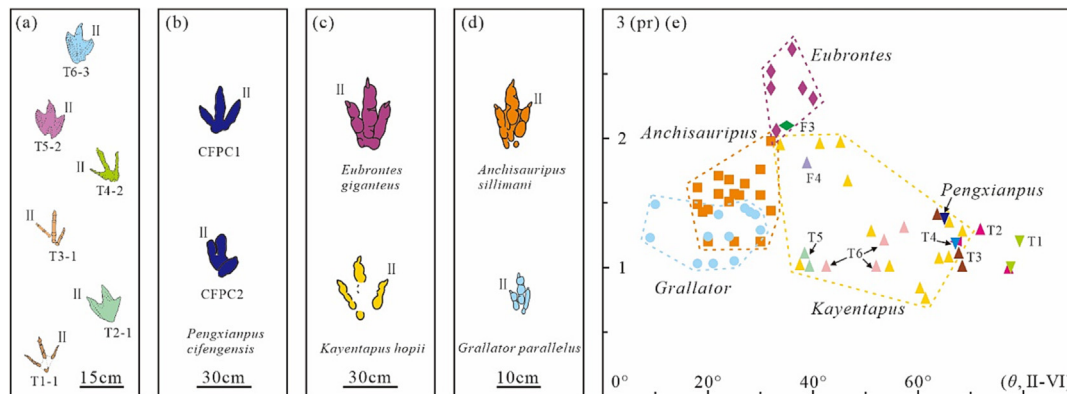 (a)
II
T6-3
II
T5-2
II
T4-2
II
T3-1
II
T2-1
II
T1-1
15cm
(b)
II
CFPC1
II
CFPC2
Pengxianpus
cifengensis
30cm
(c)
II
Eubrontes
giganteus
II
Kayentapus hopii
30cm
(d)
II
Anchisauripus
sillimani
II
Grallator parallelus
10cm
3 (pr) (e)
Eubrontes
Anchisauripus
F3
2
F4
Pengxianpus
T2
T4
T1
T5
T6
T3
1
Grallator
Kayentapus
0°
20°
40°
60°
(θ, II-VI)